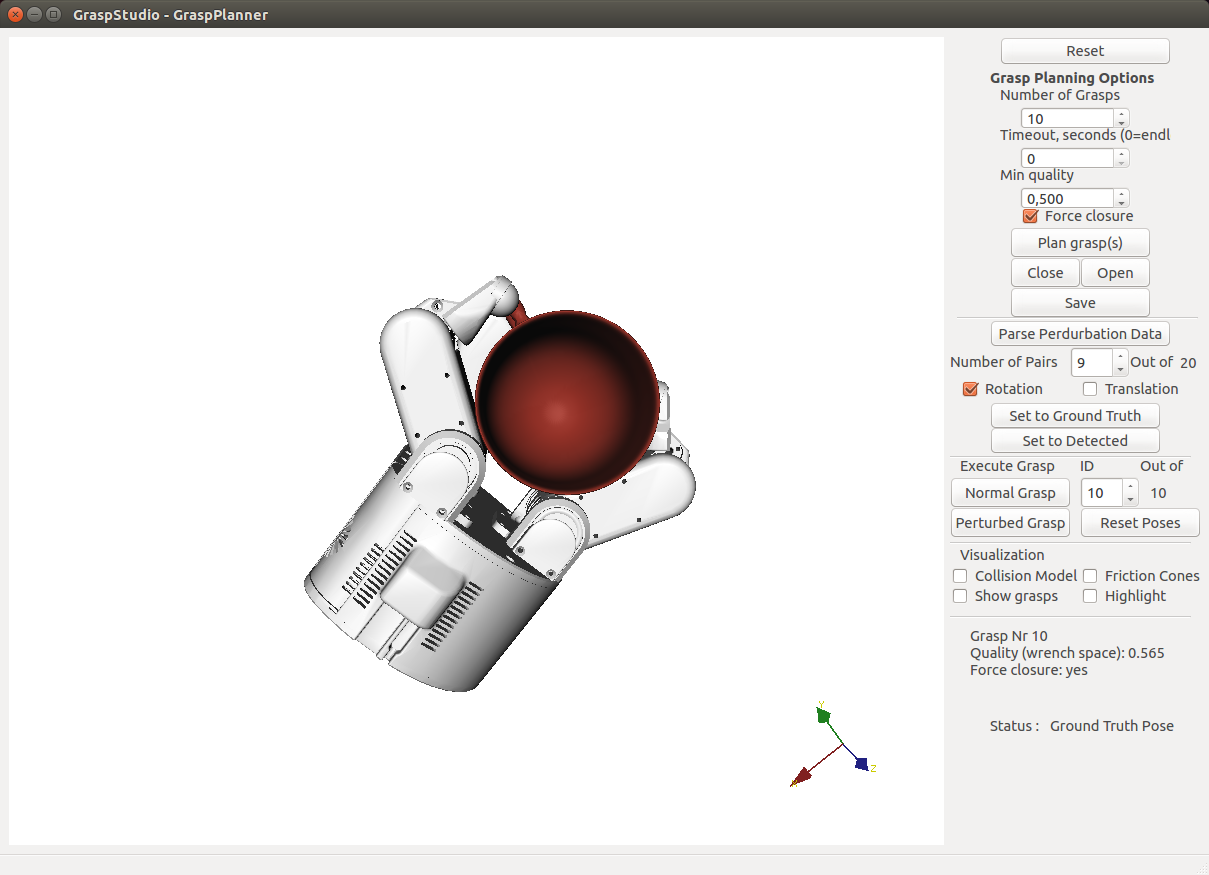 GraspStudio - GraspPlanner
Reset
Grasp Planning Options
Number of Grasps
10
Timeout, seconds (0=endl
0
Min quality
0,500
Force closure
Plan grasp(s)
Close Open
Save
Parse Perdurbation Data
Number of Pairs 9 Out of 20
Rotation Translation
Set to Ground Truth
Set to Detected
Execute Grasp ID Out of
Normal Grasp 10 10
Perturbed Grasp Reset Poses
Visualization
Collision Model Friction Cones
Show grasps Highlight
Grasp Nr 10
Quality (wrench space): 0.565
Force closure: yes
Status : Ground Truth Pose
Y
Z